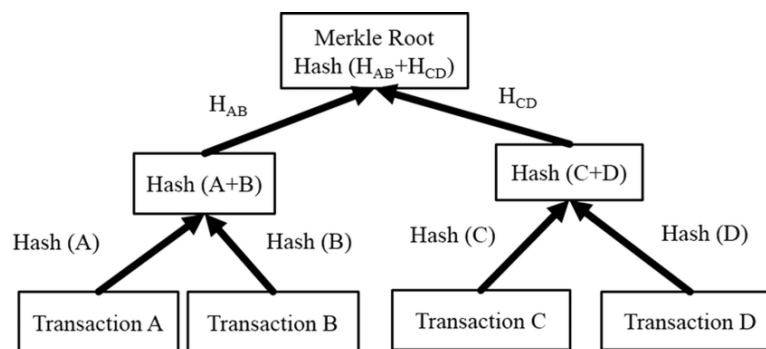 Merkle Root
Hash (HAB+HCD)
HAB
HCD
Hash (A+B)
Hash (C+D)
Hash (A)
Hash (B)
Hash (C)
Hash (D)
Transaction A
Transaction B
Transaction C
Transaction D